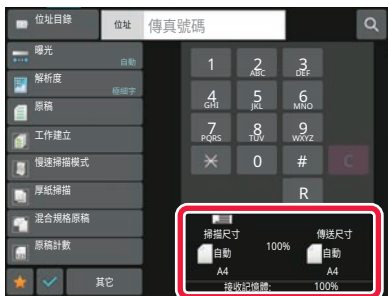 位址目錄
位址
傳真號碼
曝光
自動
解析度
極細字
原稿
工作建立
慢速掃描模式
厚紙掃描
混合規格原稿
原稿計數
其它
1
2
ABC
3
DEF
4
GHI
5
JKL
6
MNO
7
PQRS
8
TUV
9
WXYZ
0
#
C
R
掃描尺寸
自動
A4
100%
傳送尺寸
自動
A4
接收記憶體:
100%